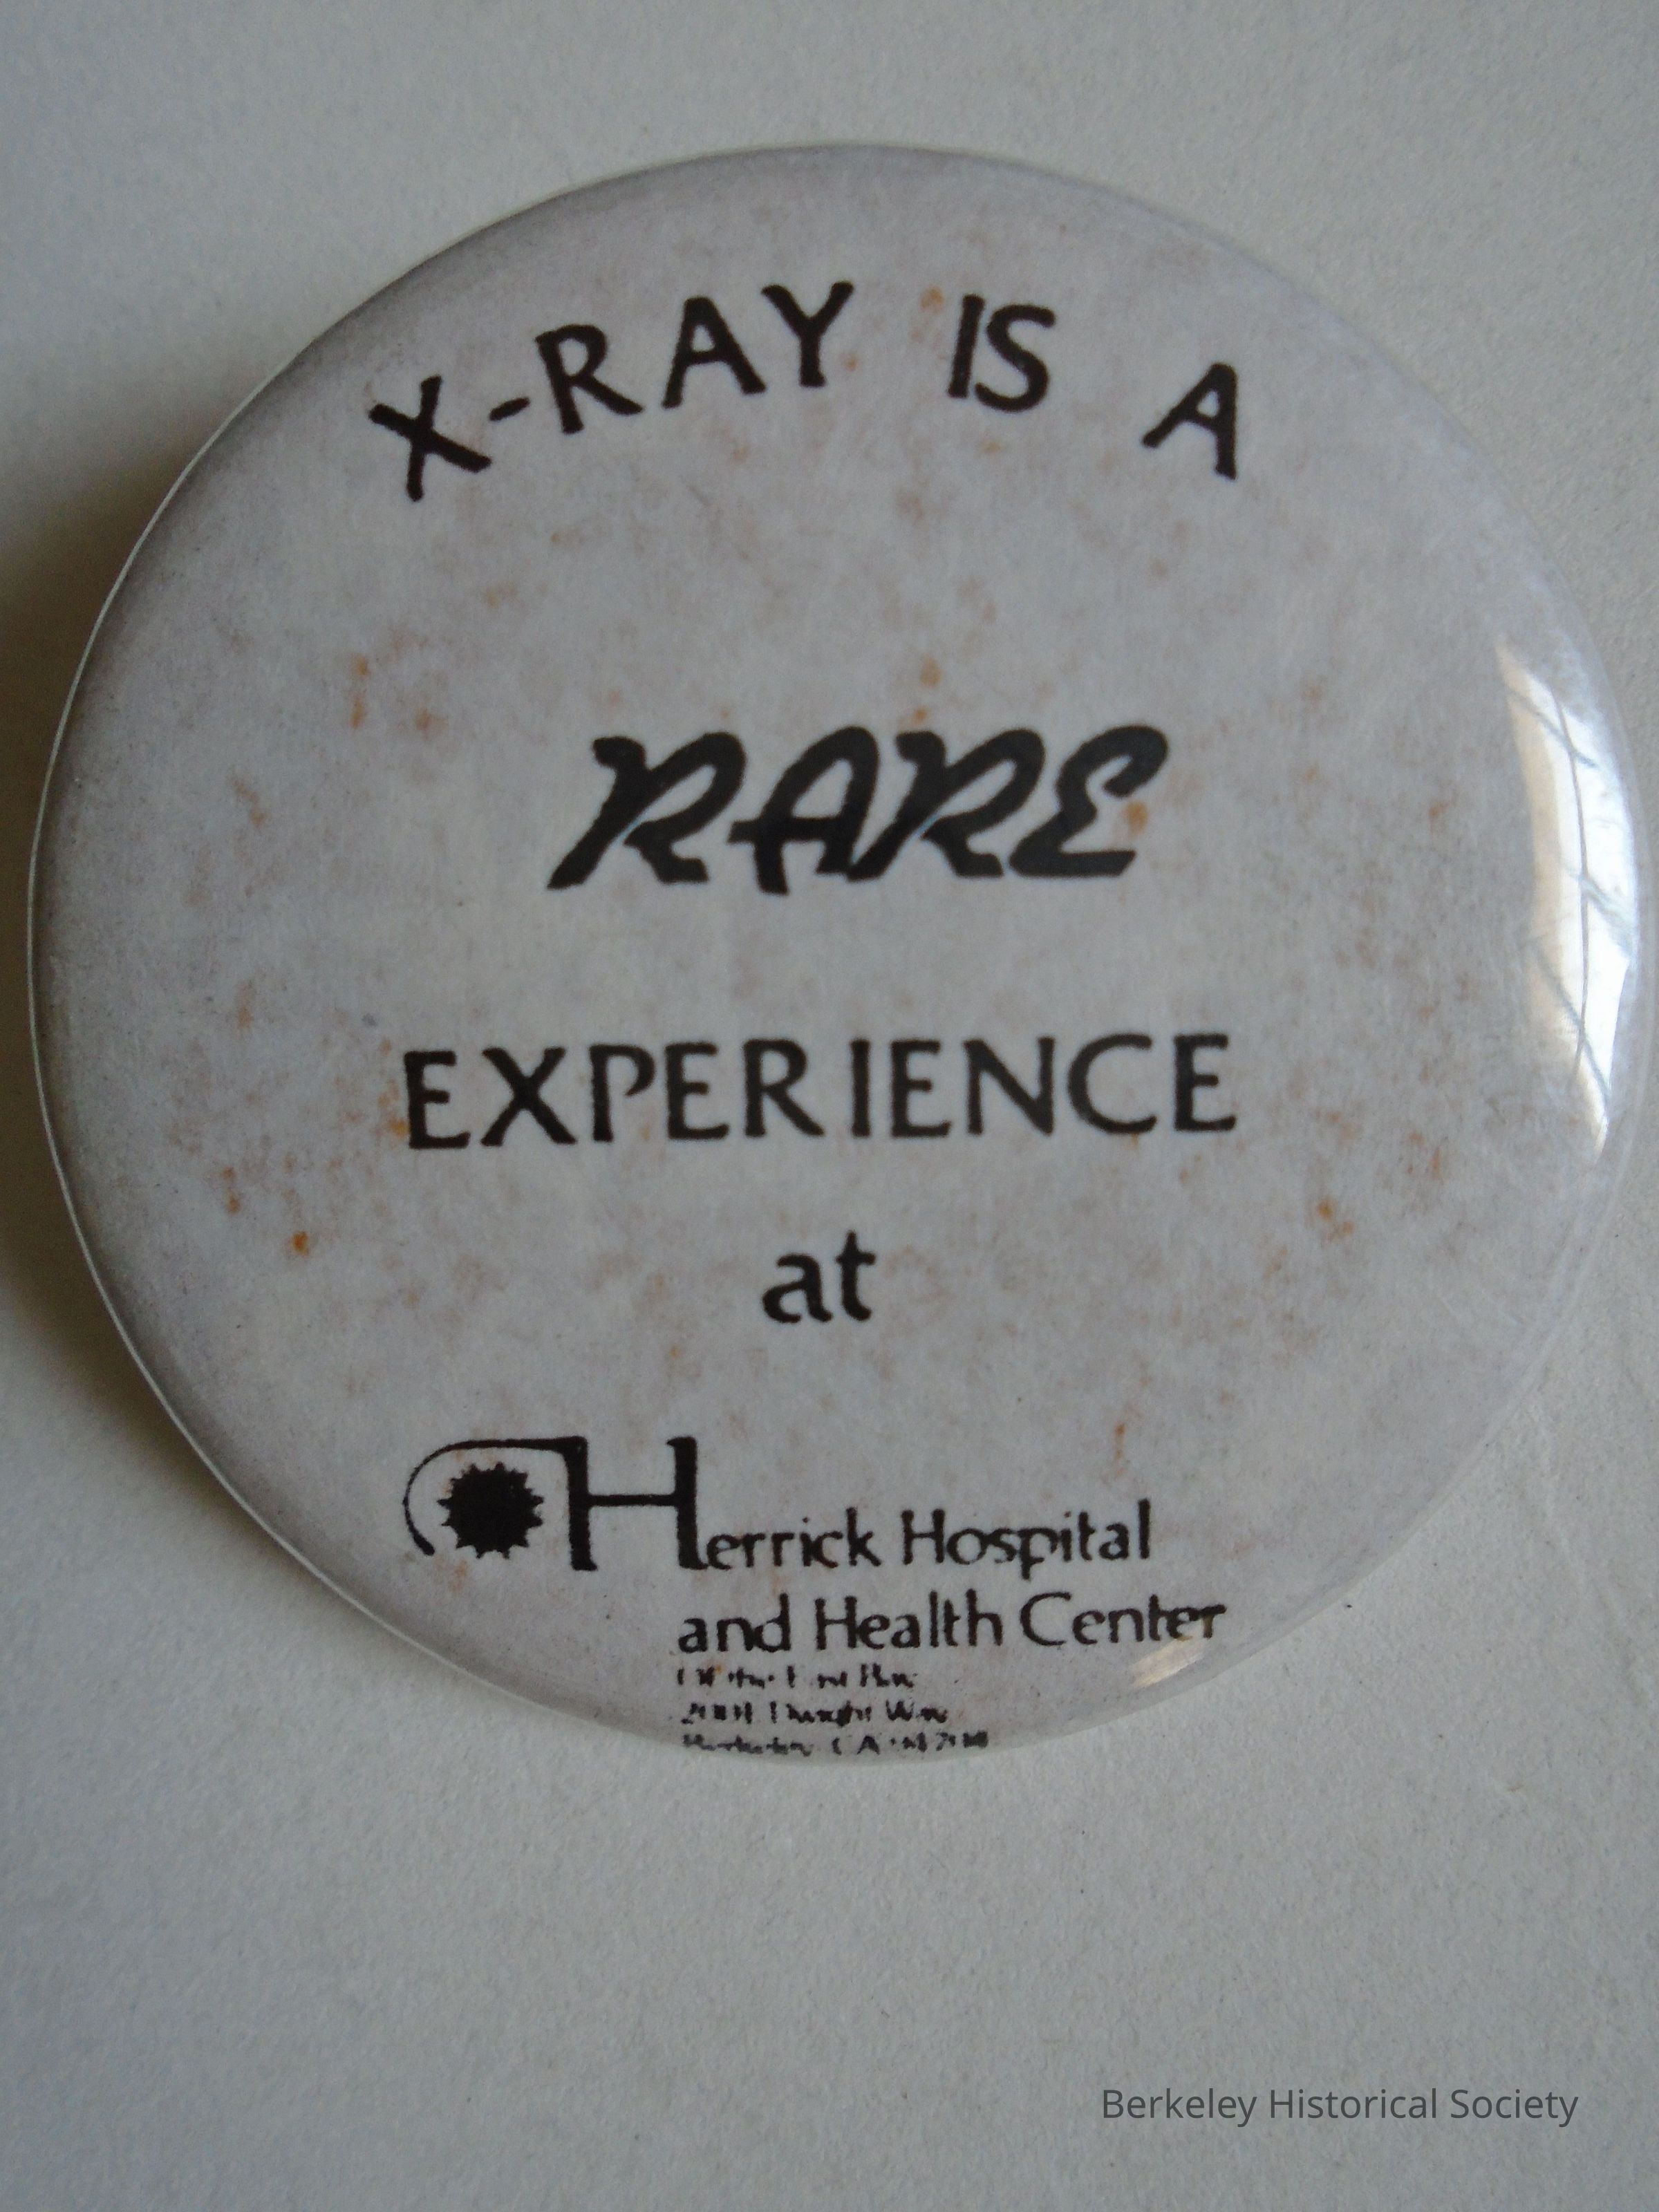 X-RAY IS A
RARE
EXPERIENCE
at
Herrick Hospital
and Health Center
Berkeley Historical Society